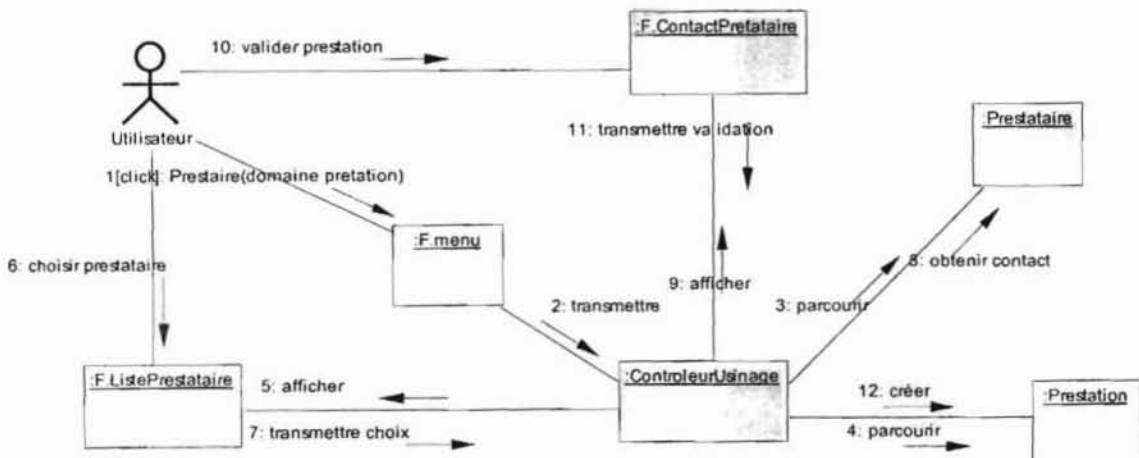 :F.ContactPretataire
10: valider prestation
Utilisateur
11: transmettre validation
:Prestataire
1[click]: Prestaire(domaine prètation)
:F.menu
6: choisir prestataire
8: obtenir contact
9: afficher
3: parcourir
2: transmettre
:F.ListePrestataire
5: afficher
:ControleurUsinage
12: créer
:Prestation
7: transmettre choix
4: parcourir